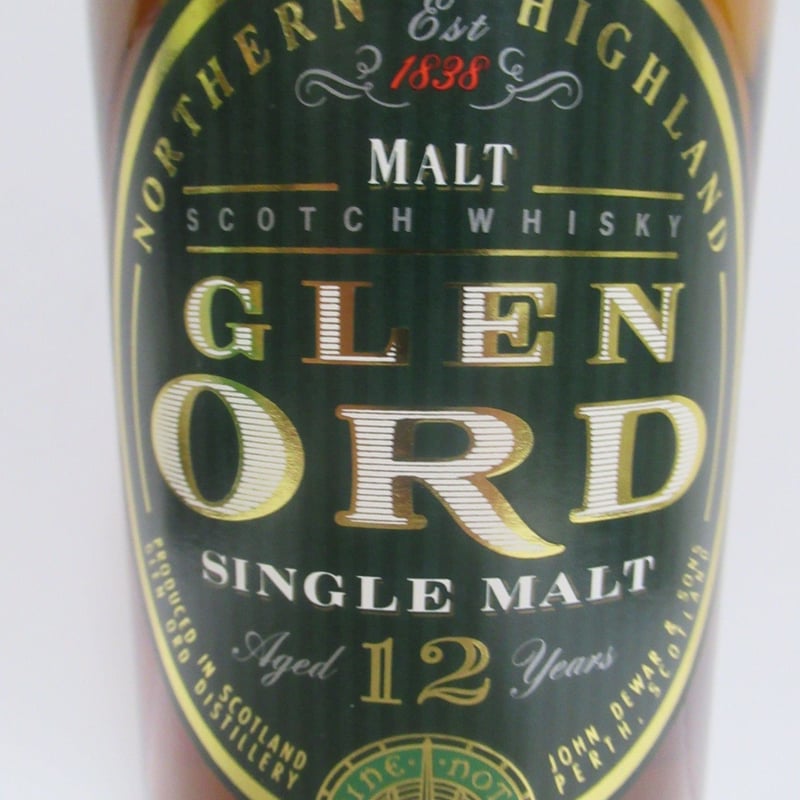 NORTHERN HIGHLAND
Est
1838
MALT
SCOTCH WHISKY
GLEN
ORD
SINGLE MALT
Aged 12 Years
PRODUCED IN SCOTLAND
GLEN ORD DISTILLERY
JOHN DEWAR & SONS
PERTH, SCOTLAND